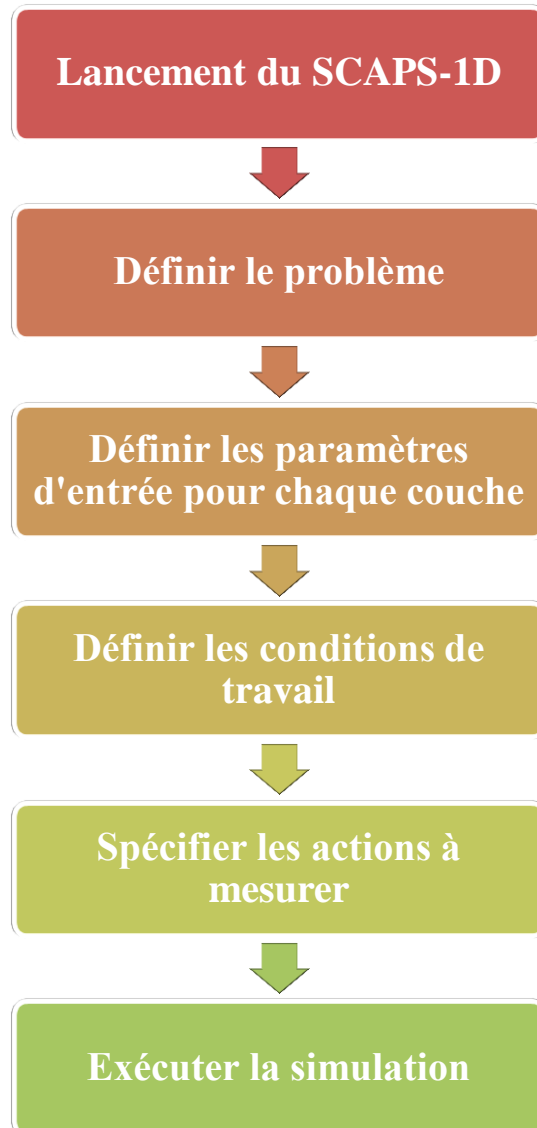 Lancement du SCAPS-1D
Définir le problème
Définir les paramètres
d'entrée pour chaque couche
Définir les conditions de
travail
Spécifier les actions à
mesurer
Exécuter la simulation